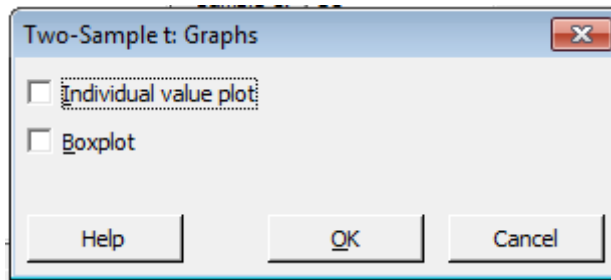 Two-Sample t: Graphs
Individual value plot
Boxplot
Help OK Cancel